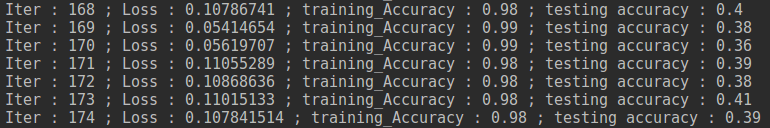 Iter : 168 ; Loss : 0.10786741 ; training_Accuracy : 0.98 ; testing accuracy : 0.4
Iter : 169 ; Loss : 0.05414654 ; training_Accuracy : 0.99 ; testing accuracy : 0.38
Iter : 170 ; Loss : 0.05619707 ; training_Accuracy : 0.99 ; testing accuracy : 0.36
Iter : 171 ; Loss : 0.11055289 ; training_Accuracy : 0.98 ; testing accuracy : 0.39
Iter : 172 ; Loss : 0.10868636 ; training_Accuracy : 0.98 ; testing accuracy : 0.38
Iter : 173 ; Loss : 0.11015133 ; training_Accuracy : 0.98 ; testing accuracy : 0.41
Iter : 174 ; Loss : 0.107841514 ; training_Accuracy : 0.98 ; testing accuracy : 0.39